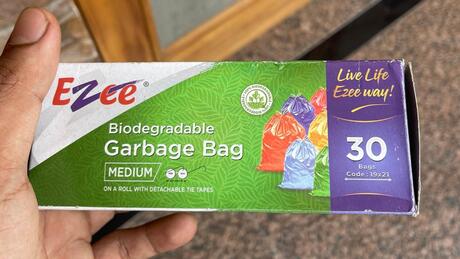 Ezee®
Biodegradable
Garbage Bag
MEDIUM
ON A ROLL WITH DETACHABLE TIE TAPES
Live Life
Ezee way!
30
Bags
Code : 19x21